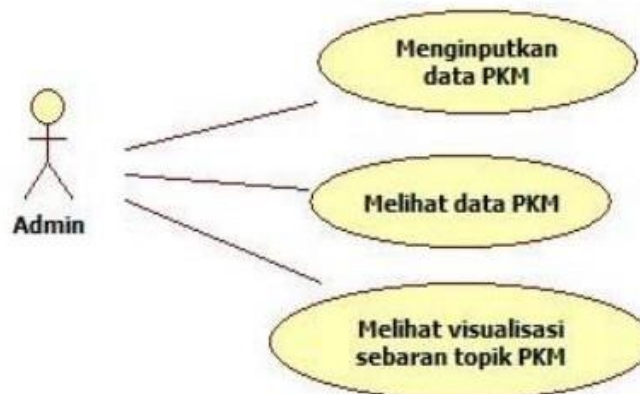 Menginputkan
data PKM
Admin
Melihat data PKM
Melihat visualisasi
sebaran topik PKM